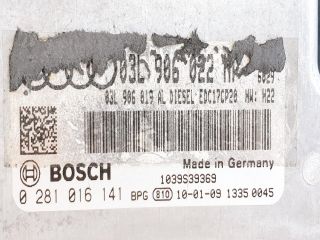 03L 906 022 6029
03L 906 019 AL DIESEL EDC17CP20 HW: H22
Made in Germany
BOSCH 1039S39369
0 281 016 141 BPG 810 10-01-09 1335 0045